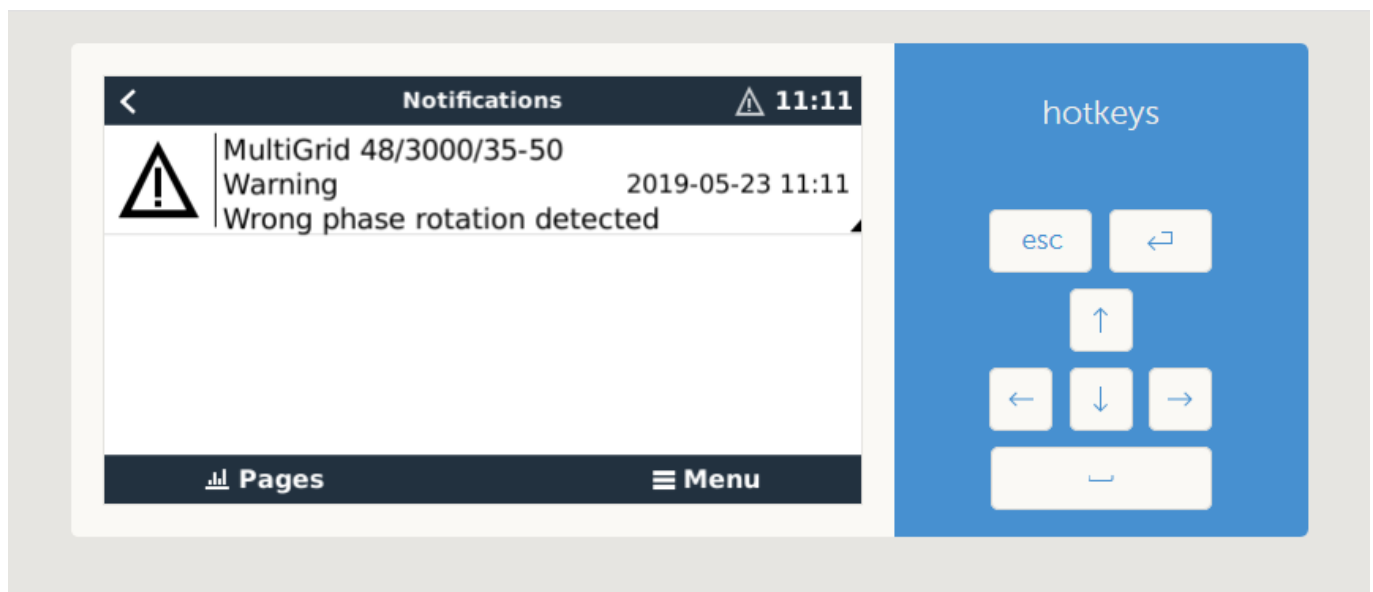 Notifications
11:11
MultiGrid 48/3000/35-50
Warning
2019-05-23 11:11
Wrong phase rotation detected
Pages
Menu
hotkeys
esc